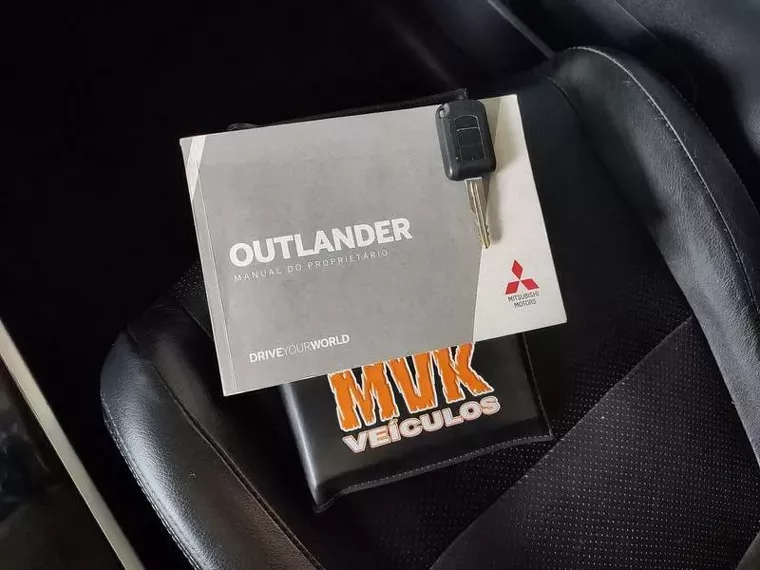 OUTLANDER
MANUAL DO PROPRIETÁRIO
DRIVEYOURWORLD
MITSUBISHI
MOTORS
MVK
VEÍCULOS